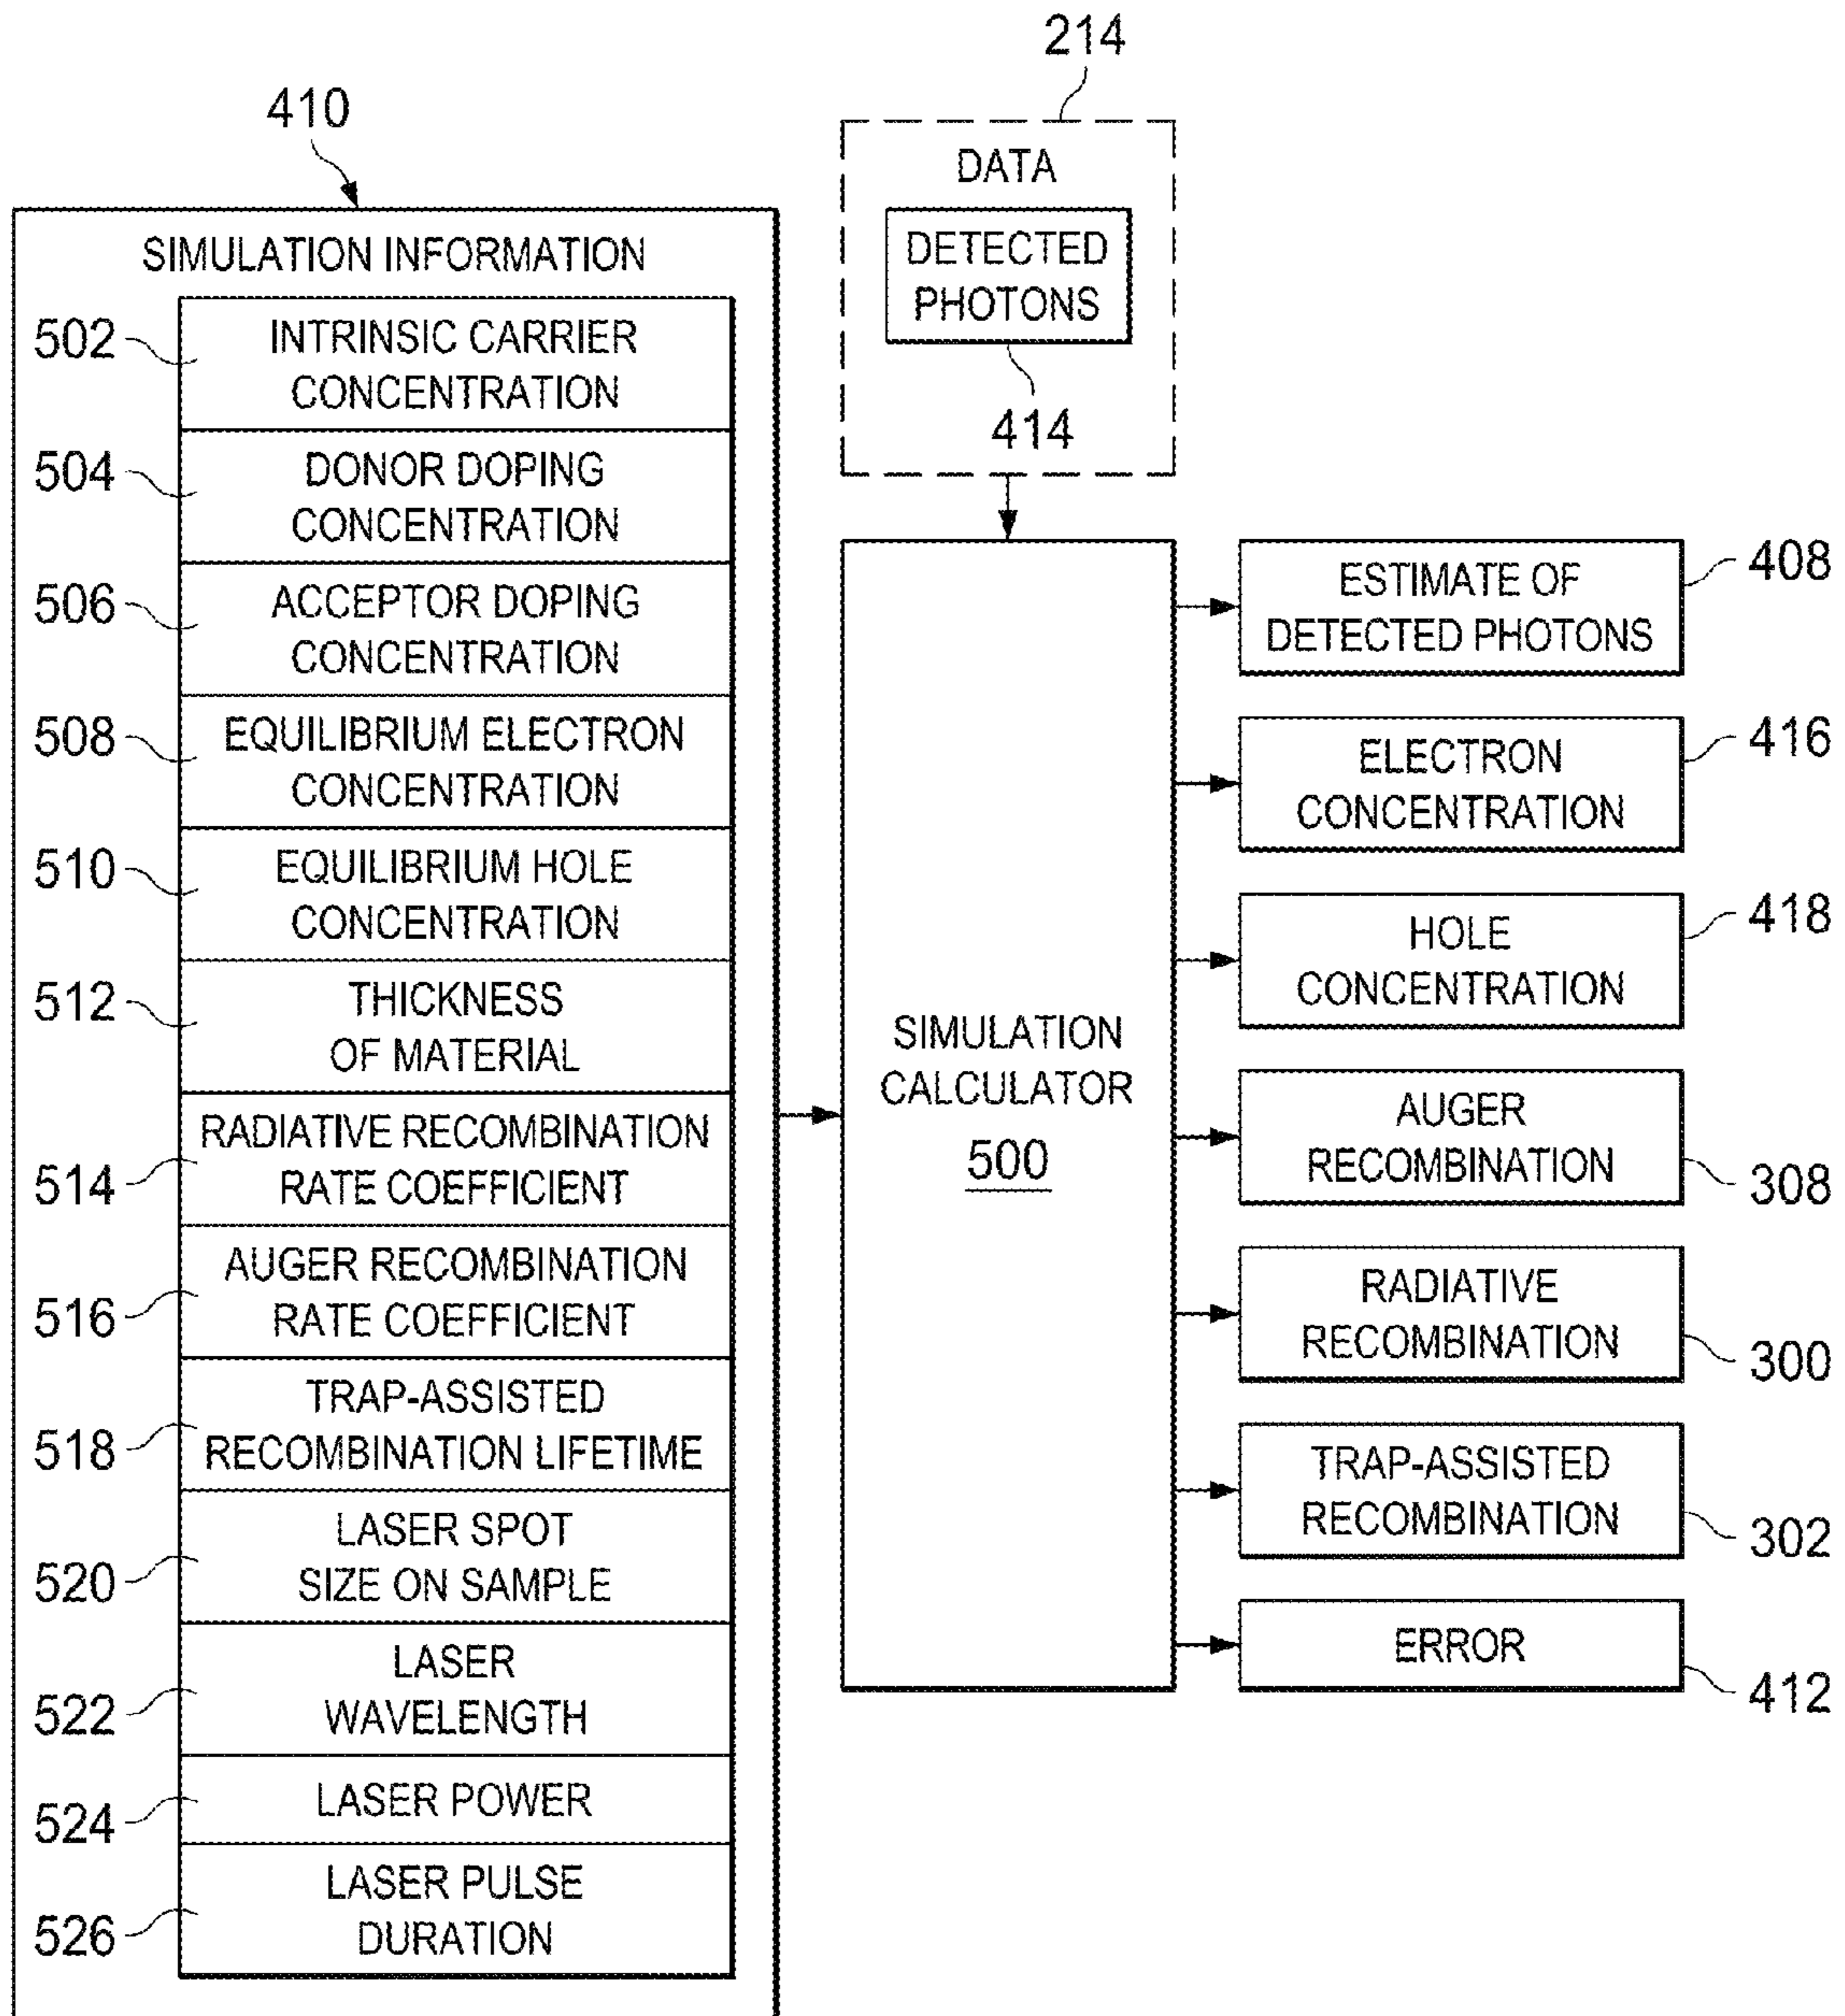 410
SIMULATION INFORMATION
502
INTRINSIC CARRIER
CONCENTRATION
504
DONOR DOPING
CONCENTRATION
506
ACCEPTOR DOPING
CONCENTRATION
508
EQUILIBRIUM ELECTRON
CONCENTRATION
510
EQUILIBRIUM HOLE
CONCENTRATION
512
THICKNESS
OF MATERIAL
514
RADIATIVE RECOMBINATION
RATE COEFFICIENT
516
AUGER RECOMBINATION
RATE COEFFICIENT
518
TRAP-ASSISTED
RECOMBINATION LIFETIME
520
LASER SPOT
SIZE ON SAMPLE
522
LASER
WAVELENGTH
524
LASER POWER
526
LASER PULSE
DURATION
214
DATA
DETECTED
PHOTONS
414
SIMULATION
CALCULATOR
500
ESTIMATE OF
DETECTED PHOTONS
408
ELECTRON
CONCENTRATION
416
HOLE
CONCENTRATION
418
AUGER
RECOMBINATION
308
RADIATIVE
RECOMBINATION
300
TRAP-ASSISTED
RECOMBINATION
302
ERROR
412